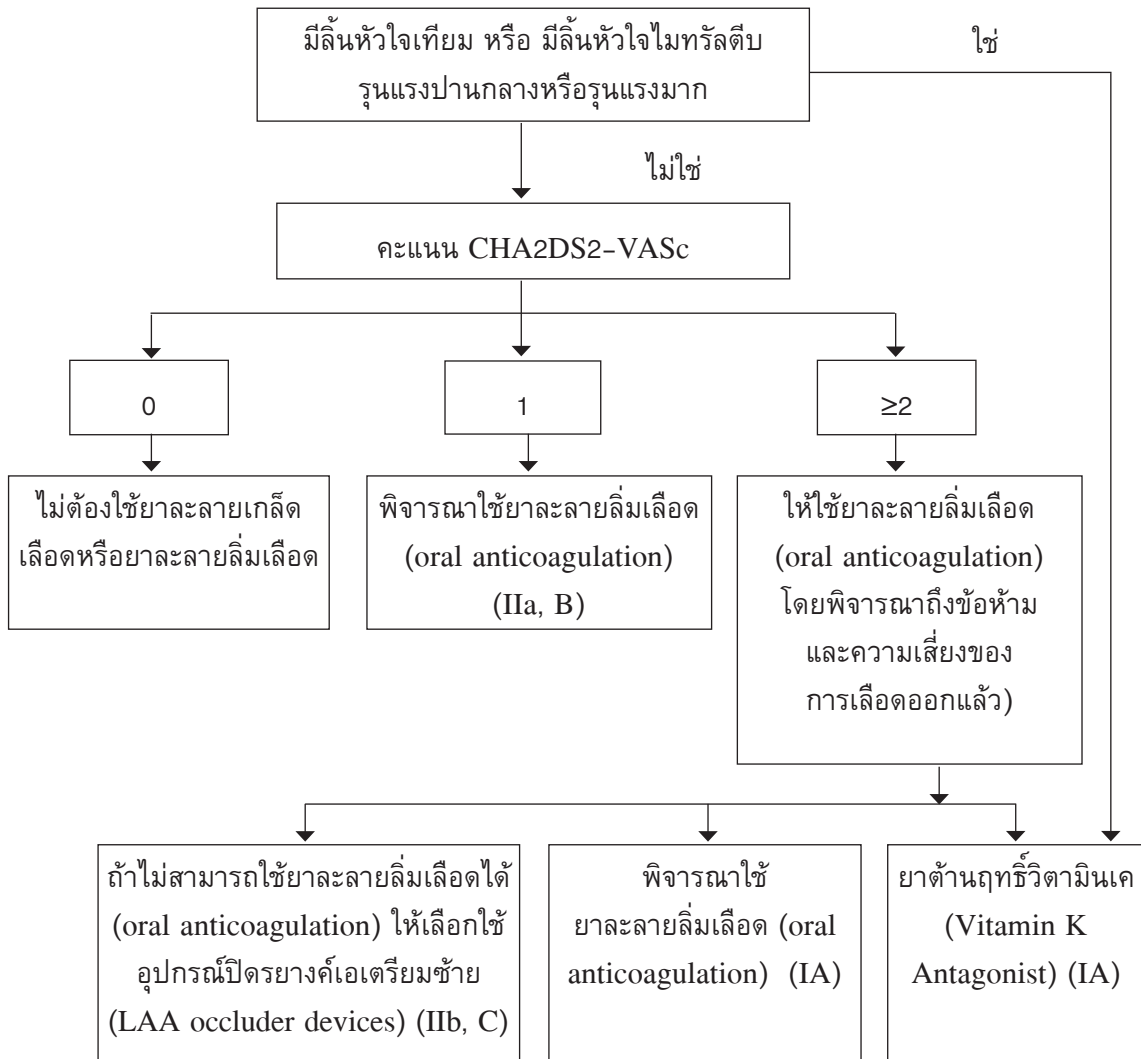 มีลิ้นหัวใจเทียม หรือ มีลิ้นหัวใจไมทรัลตีบ
รุนแรงปานกลางหรือรุนแรงมาก
ใช่
ไม่ใช่
คะแนน CHA2DS2-VASc
0
1
≥2
ไม่ต้องใช้ยาละลายเกล็ด
เลือดหรือยาละลายลิ่มเลือด
พิจารณาใช้ยาละลายลิ่มเลือด
(oral anticoagulation)
(IIa, B)
ให้ใช้ยาละลายลิ่มเลือด
(oral anticoagulation)
โดยพิจารณาถึงข้อห้าม
และความเสี่ยงของ
การเลือดออกแล้ว)
ถ้าไม่สามารถใช้ยาละลายลิ่มเลือดได้
(oral anticoagulation) ให้เลือกใช้
อุปกรณ์ปิดรยางค์เอเตรียมซ้าย
(LAA occluder devices) (IIb, C)
พิจารณาใช้
ยาละลายลิ่มเลือด (oral
anticoagulation) (IA)
ยาต้านฤทธิ์วิตามินเค
(Vitamin K
Antagonist) (IA)